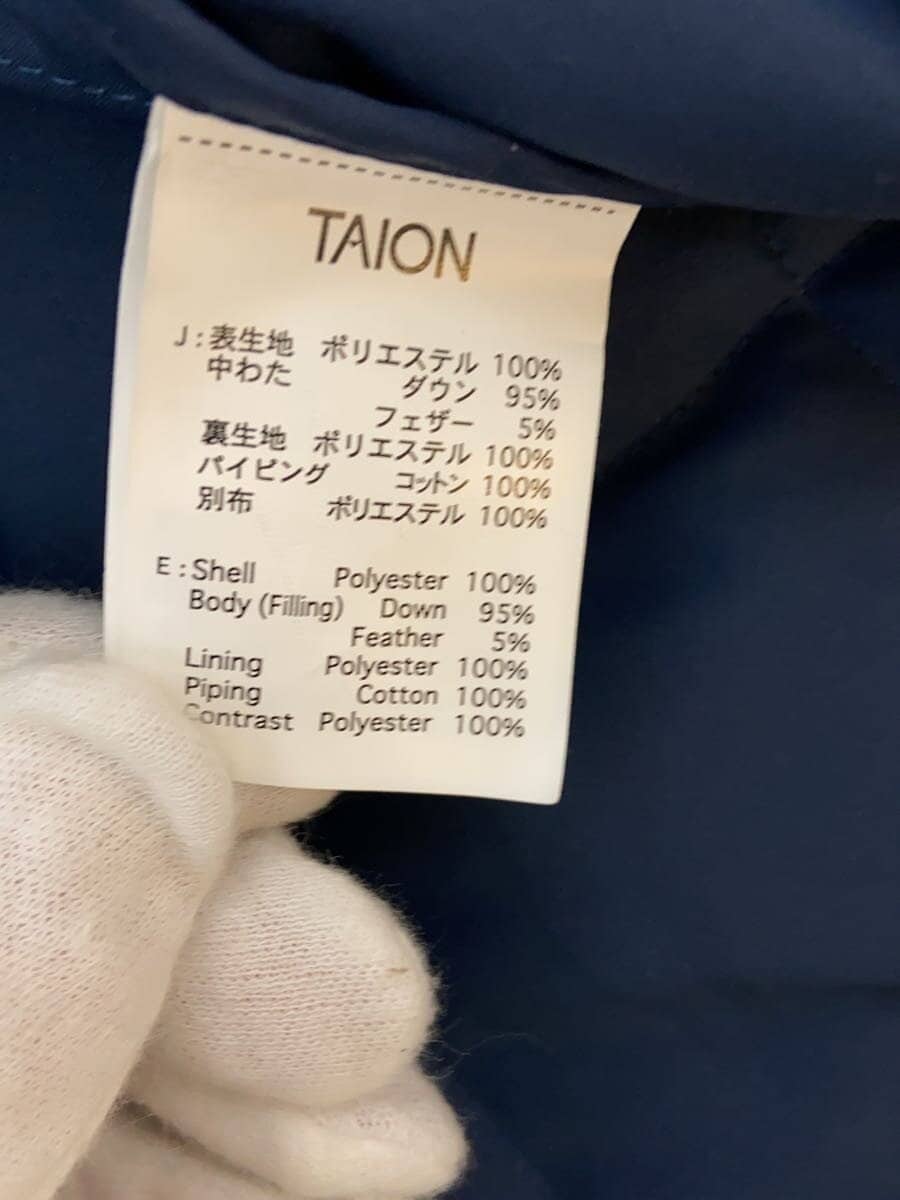 TAION
J:表生地 ポリエステル 100%
中わた ダウン 95%
フェザー 5%
裏生地 ポリエステル 100%
パイピング コットン 100%
別布 ポリエステル 100%
E:Shell Polyester 100%
Body (Filling) Down 95%
Feather 5%
Lining Polyester 100%
Piping Cotton 100%
Contrast Polyester 100%